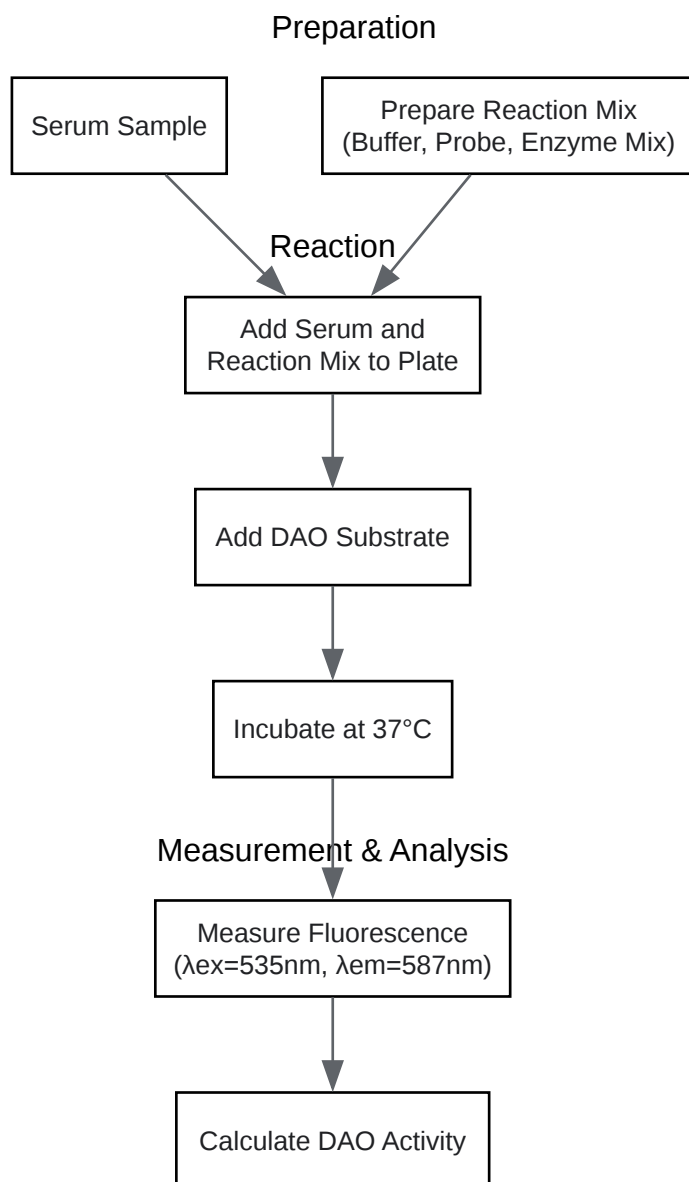 Preparation
Serum Sample
Prepare Reaction Mix
(Buffer, Probe, Enzyme Mix)
Reaction
Add Serum and
Reaction Mix to Plate
Add DAO Substrate
Incubate at 37°C
Measurement & Analysis
Measure Fluorescence
(λex=535nm, λem=587nm)
Calculate DAO Activity